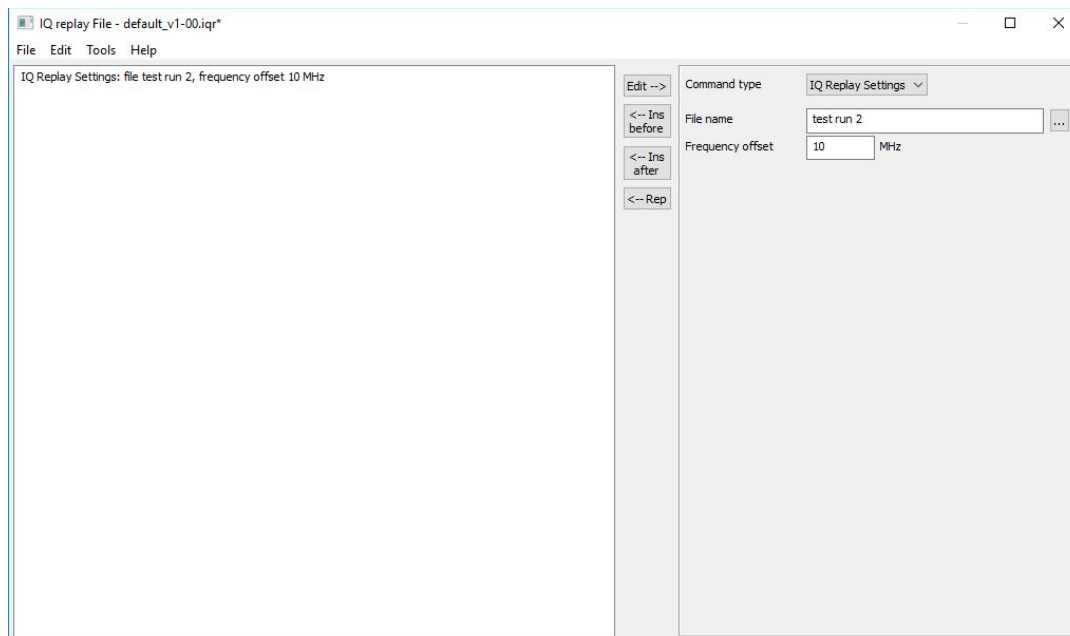 IQ replay File - default_v1-00.iqr*
File Edit Tools Help
IQ Replay Settings: file test run 2, frequency offset 10 MHz
Edit -->
<-- Ins
before
<-- Ins
after
<-- Rep
Command type IQ Replay Settings
File name test run 2 ...
Frequency offset 10 MHz